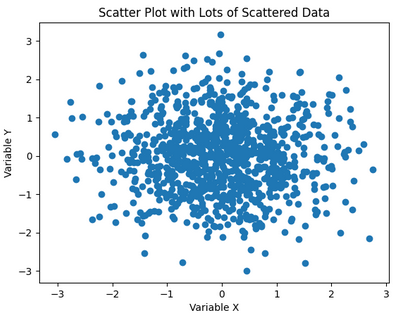 Scatter Plot with Lots of Scattered Data
3
2
1
0
−1
−2
−3
Variable Y
−3 −2 −1 0 1 2 3
Variable X